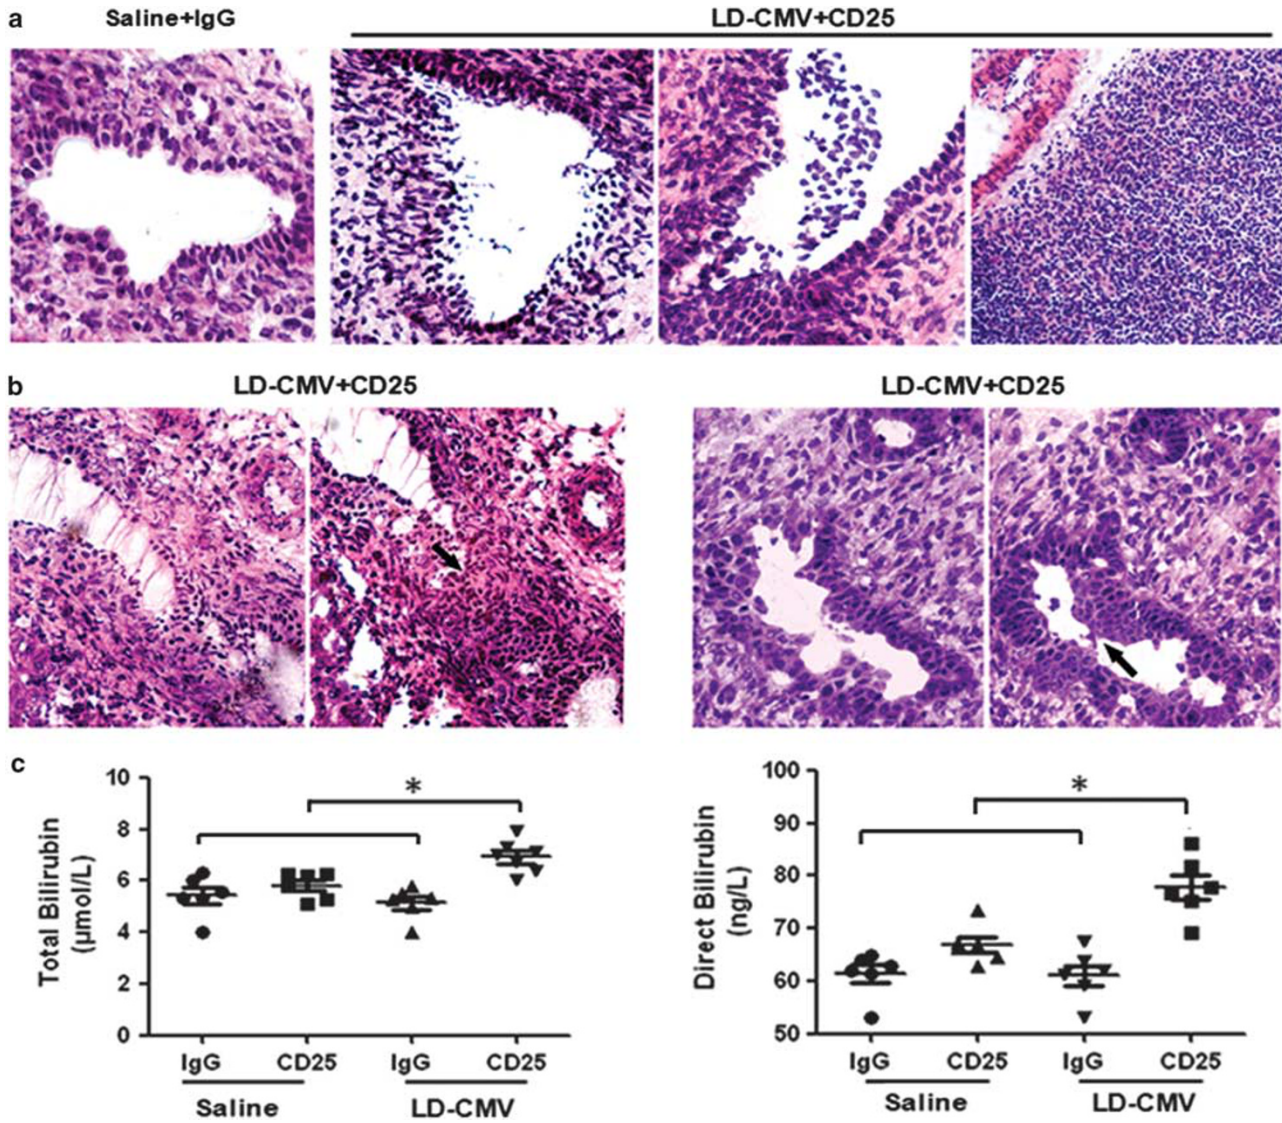 a
Saline+IgG
LD-CMV+CD25
b
LD-CMV+CD25
LD-CMV+CD25
c
Total Bilirubin
(μmol/L)
10
8
6
4
2
0
*
IgG
CD25
IgG
CD25
Saline
LD-CMV
Direct Bilirubin
(ng/L)
100
90
80
70
60
50
*
IgG
CD25
IgG
CD25
Saline
LD-CMV